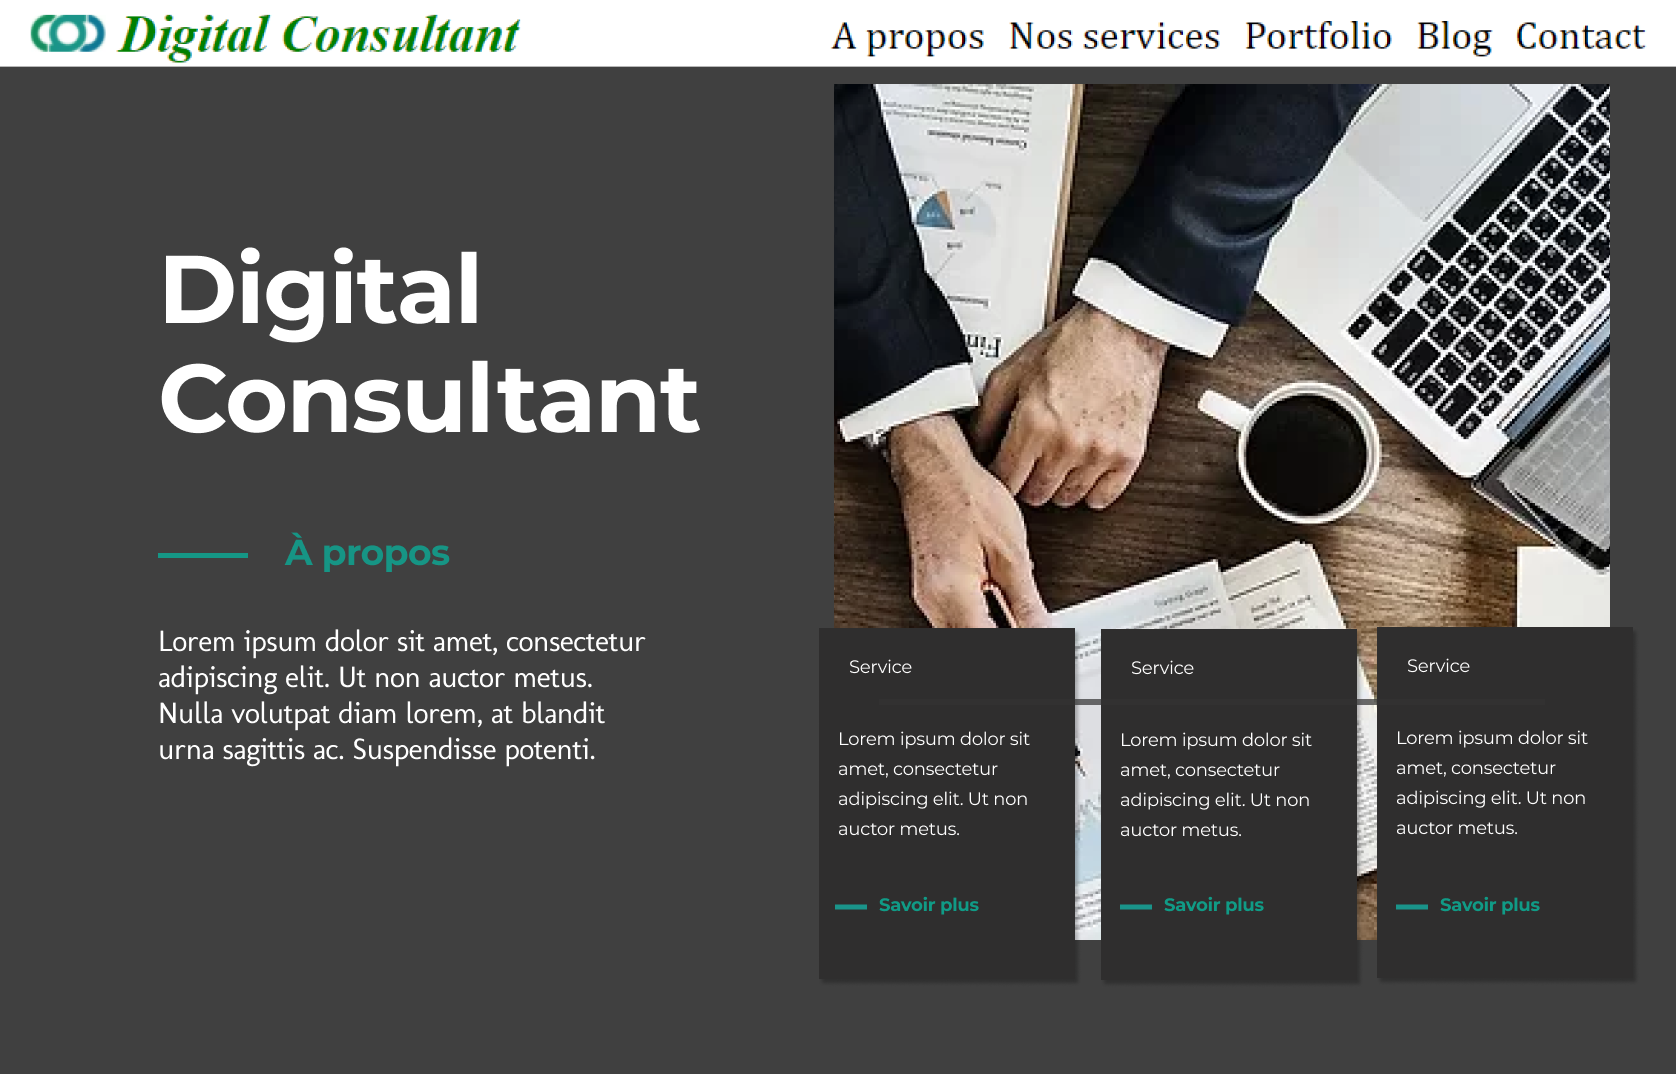 Digital Consultant
A propos Nos services Portfolio Blog Contact
Digital
Consultant
À propos
Lorem ipsum dolor sit amet, consectetur
adipiscing elit. Ut non auctor metus.
Nulla volutpat diam lorem, at blandit
urna sagittis ac. Suspendisse potenti.
Service
Lorem ipsum dolor sit
amet, consectetur
adipiscing elit. Ut non
auctor metus.
Savoir plus
Service
Lorem ipsum dolor sit
amet, consectetur
adipiscing elit. Ut non
auctor metus.
Savoir plus
Service
Lorem ipsum dolor sit
amet, consectetur
adipiscing elit. Ut non
auctor metus.
Savoir plus